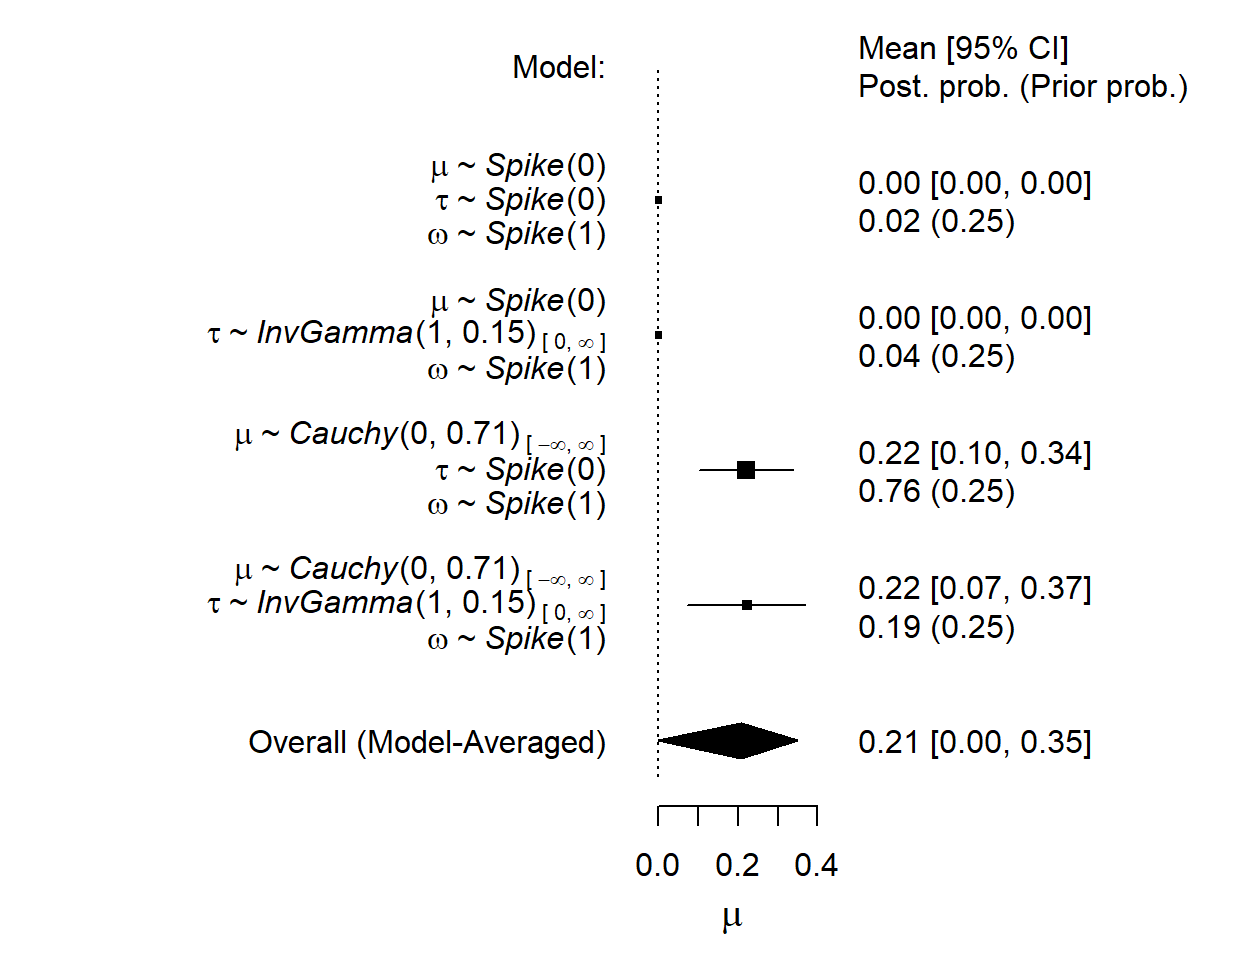 Model:
Mean [95% CI]
Post. prob. (Prior prob.)
μ ~ Spike(0)
τ ~ Spike(0)
ω ~ Spike(1)
0.00 [0.00, 0.00]
0.02 (0.25)
μ ~ Spike(0)
τ ~ InvGamma(1, 0.15)[ 0, ∞ ]
ω ~ Spike(1)
0.00 [0.00, 0.00]
0.04 (0.25)
μ ~ Cauchy(0, 0.71)[ −∞, ∞ ]
τ ~ Spike(0)
ω ~ Spike(1)
0.22 [0.10, 0.34]
0.76 (0.25)
μ ~ Cauchy(0, 0.71)[ −∞, ∞ ]
τ ~ InvGamma(1, 0.15)[ 0, ∞ ]
ω ~ Spike(1)
0.22 [0.07, 0.37]
0.19 (0.25)
Overall (Model-Averaged) 0.21 [0.00, 0.35]
0.0 0.2 0.4
μ